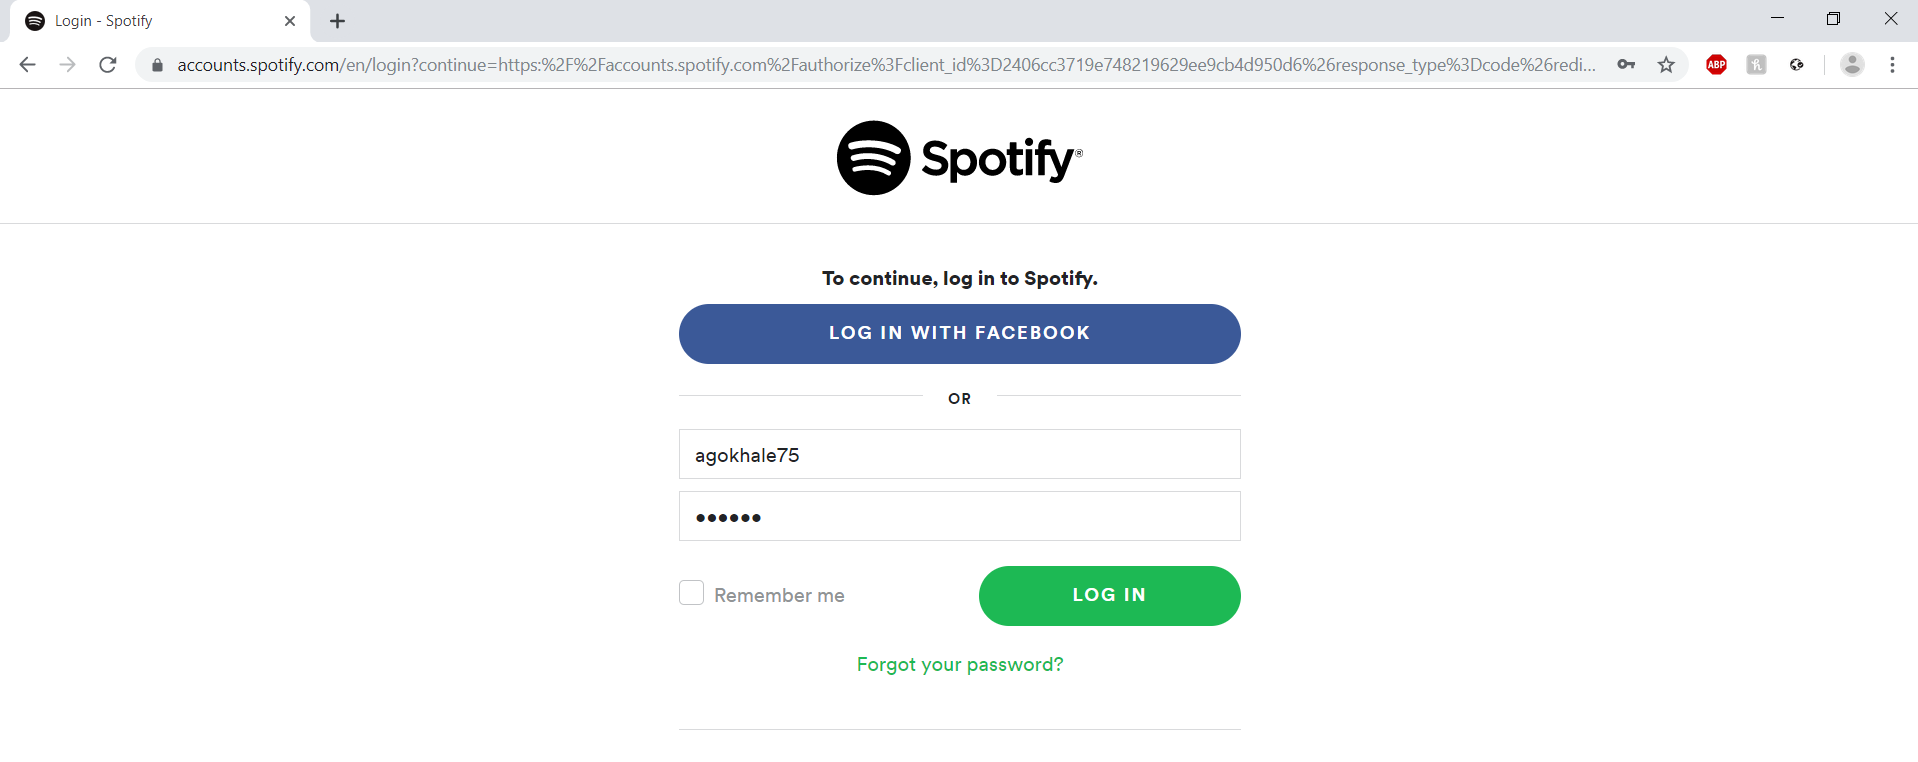 Login - Spotify
accounts.spotify.com/en/login?continue=https:%2F%2Faccounts.spotify.com%2Fauthorize%3Fclient_id%3D2406cc3719e748219629ee9cb4d950d6%26response_type%3Dcode%26redi...
ABP
Spotify®
To continue, log in to Spotify.
LOG IN WITH FACEBOOK
OR
agokhale75
••••••
Remember me
LOG IN
Forgot your password?